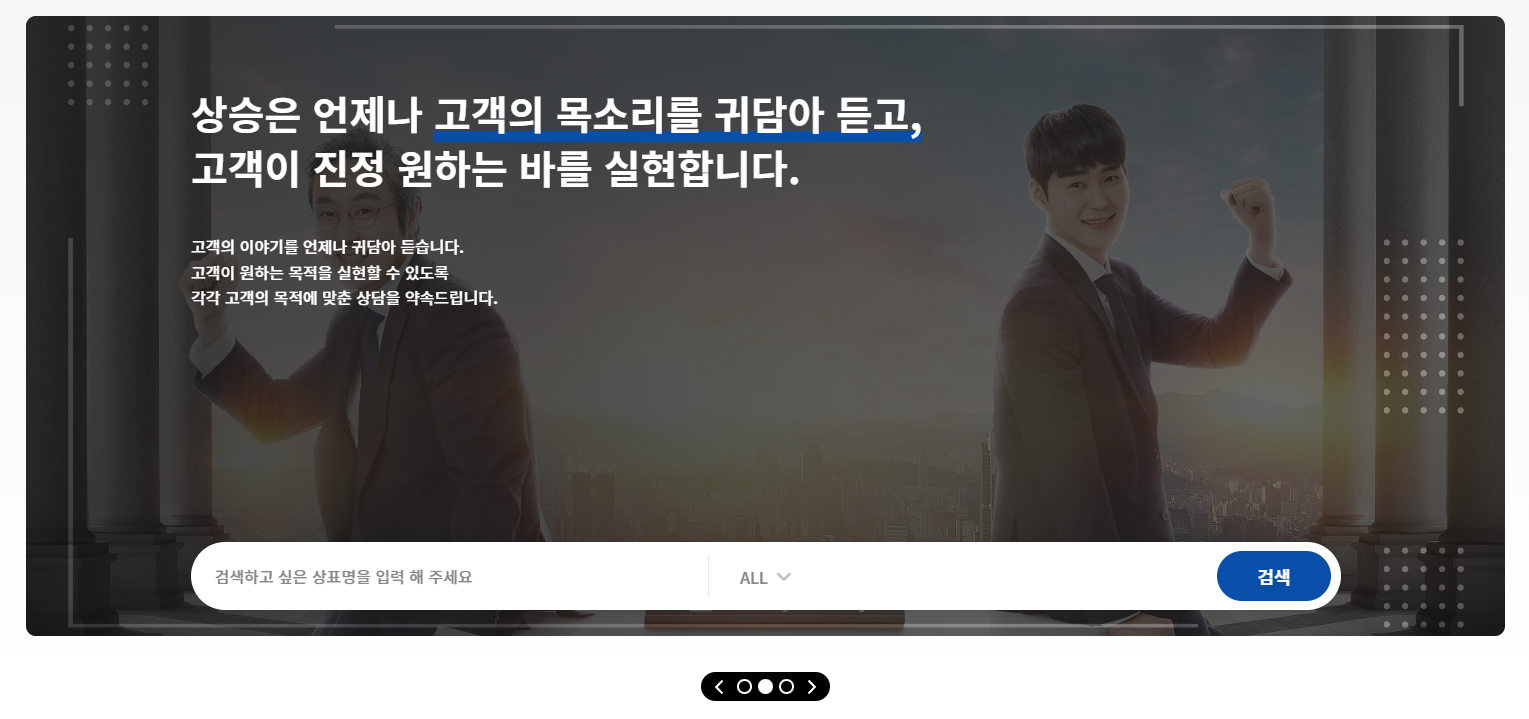 상승은 언제나 고객의 목소리를 귀담아 듣고,
고객이 진정 원하는 바를 실현합니다.
고객의 이야기를 언제나 귀담아 듣습니다.
고객이 원하는 목적을 실현할 수 있도록
각각 고객의 목적에 맞춘 상담을 약속드립니다.
검색하고 싶은 상표명을 입력 해 주세요
ALL
검색